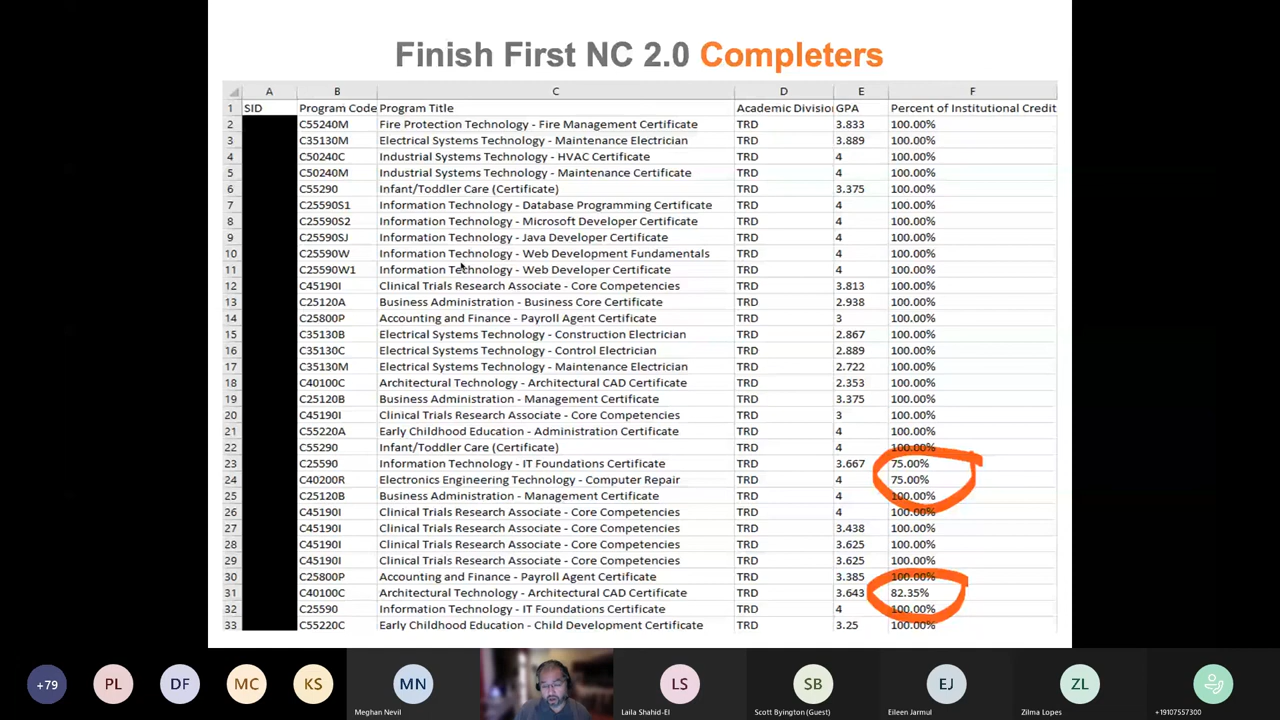 Finish First NC 2.0 Completers
A B C D E F
1 SID Program Code Program Title Academic Division GPA Percent of Institutional Credit
2 C55240M Fire Protection Technology - Fire Management Certificate TRD 3.833 100.00%
3 C35130M Electrical Systems Technology - Maintenance Electrician TRD 3.889 100.00%
4 C50240C Industrial Systems Technology - HVAC Certificate TRD 4 100.00%
5 C50240M Industrial Systems Technology - Maintenance Certificate TRD 4 100.00%
6 C55290 Infant/Toddler Care (Certificate) TRD 3.375 100.00%
7 C25590S1 Information Technology - Database Programming Certificate TRD 4 100.00%
8 C25590S2 Information Technology - Microsoft Developer Certificate TRD 4 100.00%
9 C25590SJ Information Technology - Java Developer Certificate TRD 4 100.00%
10 C25590W Information Technology - Web Development Fundamentals TRD 4 100.00%
11 C25590W1 Information Technology - Web Developer Certificate TRD 4 100.00%
12 C45190I Clinical Trials Research Associate - Core Competencies TRD 3.813 100.00%
13 C25120A Business Administration - Business Core Certificate TRD 2.938 100.00%
14 C25800P Accounting and Finance - Payroll Agent Certificate TRD 3 100.00%
15 C35130B Electrical Systems Technology - Construction Electrician TRD 2.867 100.00%
16 C35130C Electrical Systems Technology - Control Electrician TRD 2.889 100.00%
17 C35130M Electrical Systems Technology - Maintenance Electrician TRD 2.722 100.00%
18 C40100C Architectural Technology - Architectural CAD Certificate TRD 2.353 100.00%
19 C25120B Business Administration - Management Certificate TRD 3.375 100.00%
20 C45190I Clinical Trials Research Associate - Core Competencies TRD 3 100.00%
21 C55220A Early Childhood Education - Administration Certificate TRD 4 100.00%
22 C55290 Infant/Toddler Care (Certificate) TRD 4 100.00%
23 C25590 Information Technology - IT Foundations Certificate TRD 3.667 75.00%
24 C40200R Electronics Engineering Technology - Computer Repair TRD 4 75.00%
25 C25120B Business Administration - Management Certificate TRD 4 100.00%
26 C45190I Clinical Trials Research Associate - Core Competencies TRD 4 100.00%
27 C45190I Clinical Trials Research Associate - Core Competencies TRD 3.438 100.00%
28 C45190I Clinical Trials Research Associate - Core Competencies TRD 3.625 100.00%
29 C45190I Clinical Trials Research Associate - Core Competencies TRD 3.625 100.00%
30 C25800P Accounting and Finance - Payroll Agent Certificate TRD 3.385 100.00%
31 C40100C Architectural Technology - Architectural CAD Certificate TRD 3.643 82.35%
32 C25590 Information Technology - IT Foundations Certificate TRD 4 100.00%
33 C55220C Early Childhood Education - Child Development Certificate TRD 3.25 100.00%
+79 PL DF MC KS MN LS SB EJ ZL
Meghan Nevil Laila Shahid-El Scott Byington (Guest) Eileen Jarmul Zilma Lopes +19107557300